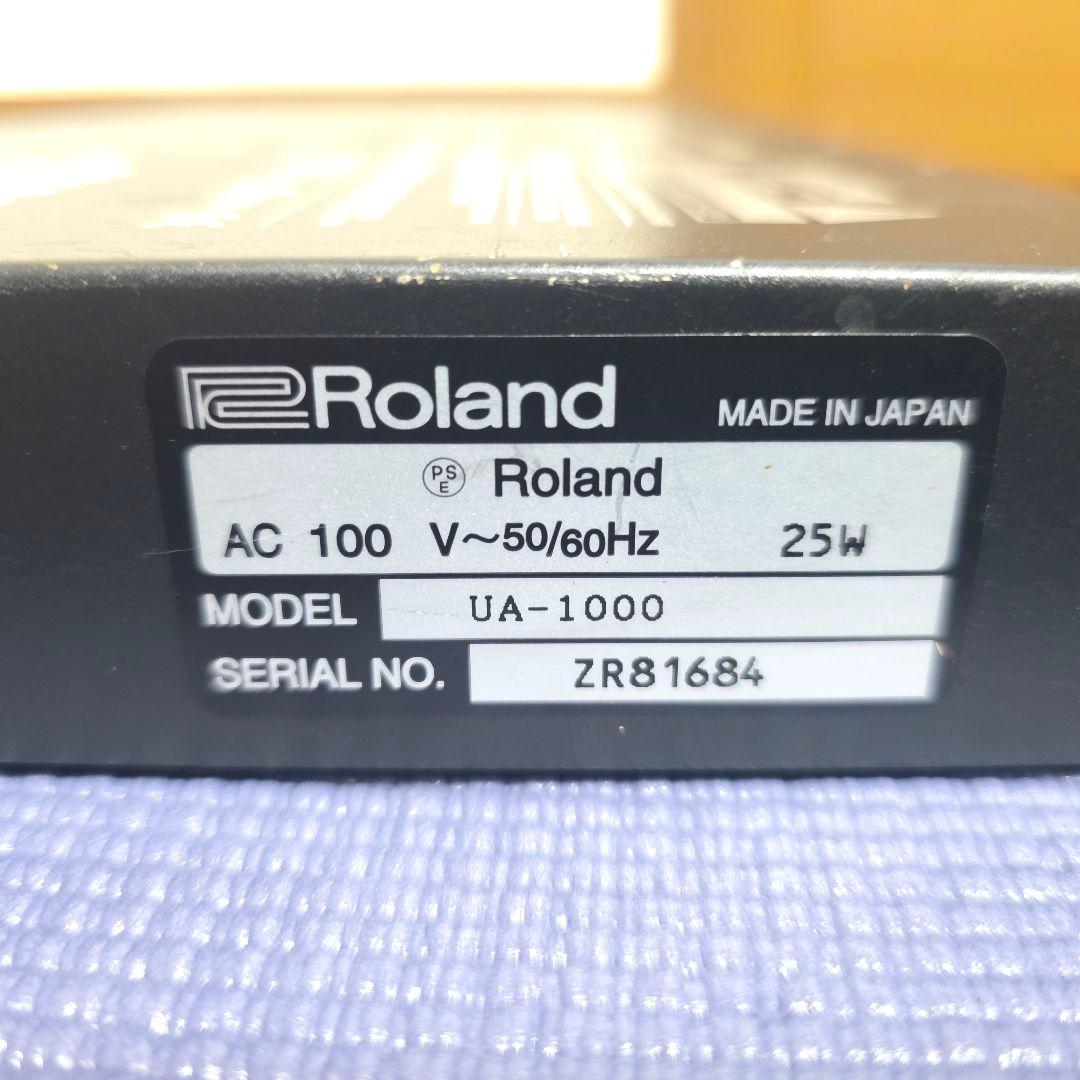 Roland MADE IN JAPAN
PSE Roland
AC 100 V~50/60Hz 25W
MODEL UA-1000
SERIAL NO. ZR81684